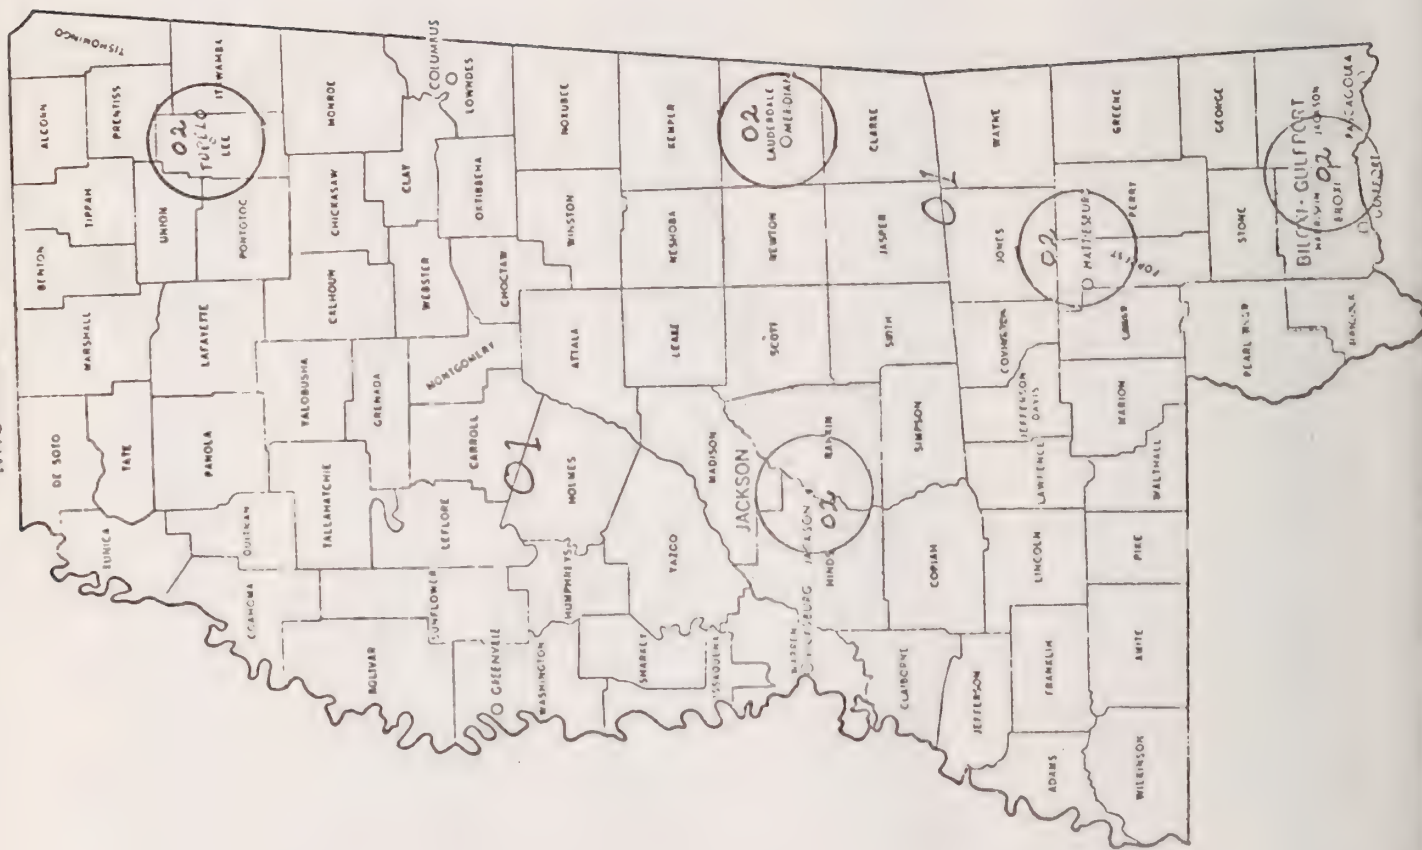 ALCORN
TISHOMINGO
PRENTISS
TIPPAH
BENTON
MARSHALL
DE SOTO
TATE
TUNICA
UNION
02
TUPELO
LEE
ITAWAMBA
PONTOTOC
LAFAYETTE
PANOLA
QUITMAN
COAHOMA
MONROE
CHICKASAW
CALHOUN
YALOBUSHA
TALLAHATCHIE
GRENADA
BOLIVAR
SUNFLOWER
LEFLORE
CARROLL
MONTGOMERY
WEBSTER
CLAY
COLUMBUS
LOWNDES
OKTIBBEHA
CHOCTAW
GREENVILLE
WASHINGTON
HUMPHREYS
HOLMES
01
ATTALA
WINSTON
NOXUBEE
SHARKEY
ISSAQUENA
YAZOO
MADISON
LEAKE
NESHOBA
KEMPER
JACKSON
WARREN
VICKSBURG
HINDS
JACKSON
02
RANKIN
SCOTT
NEWTON
02
LAUDERDALE
MERIDIAN
CLAIBORNE
COPIAH
SIMPSON
SMITH
JASPER
CLARKE
01
JEFFERSON
ADAMS
FRANKLIN
LINCOLN
LAWRENCE
JEFFERSON
DAVIS
COVINGTON
JONES
WAYNE
WILKINSON
AMITE
PIKE
WALTHALL
MARION
LAMAR
02
HATTIESBURG
FORREST
PERRY
GREENE
PEARL RIVER
STONE
GEORGE
HANCOCK
BILOXI-GULFPORT
HARRISON
02
JACKSON
BILOXI
PASCAGOULA
GULFPORT